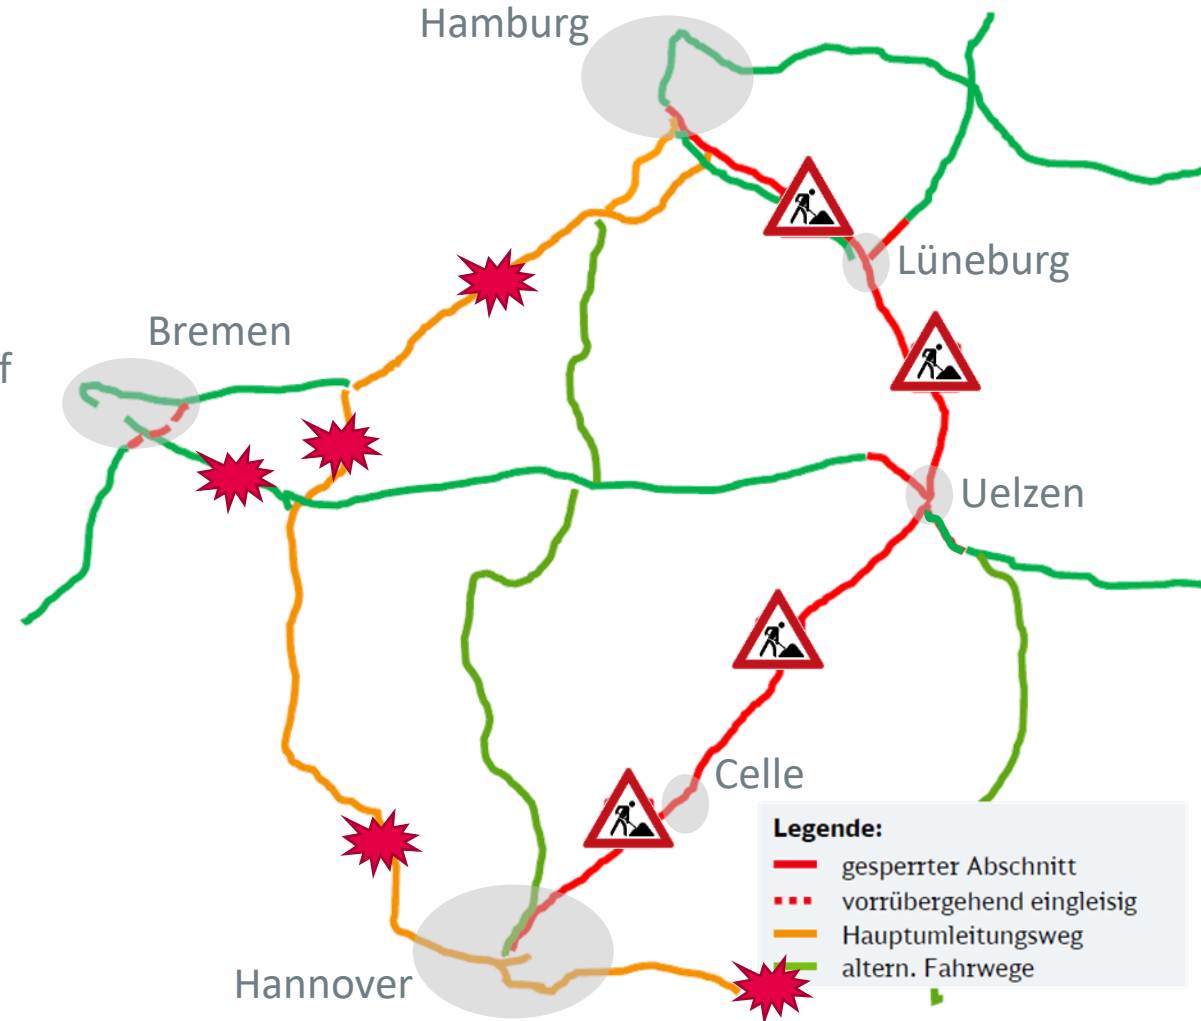 Hamburg
Lüneburg
Bremen
f
Uelzen
Celle
Legende:
gesperrter Abschnitt
vorrübergehend eingleisig
Hauptumleitungsweg
altern. Fahrwege
Hannover